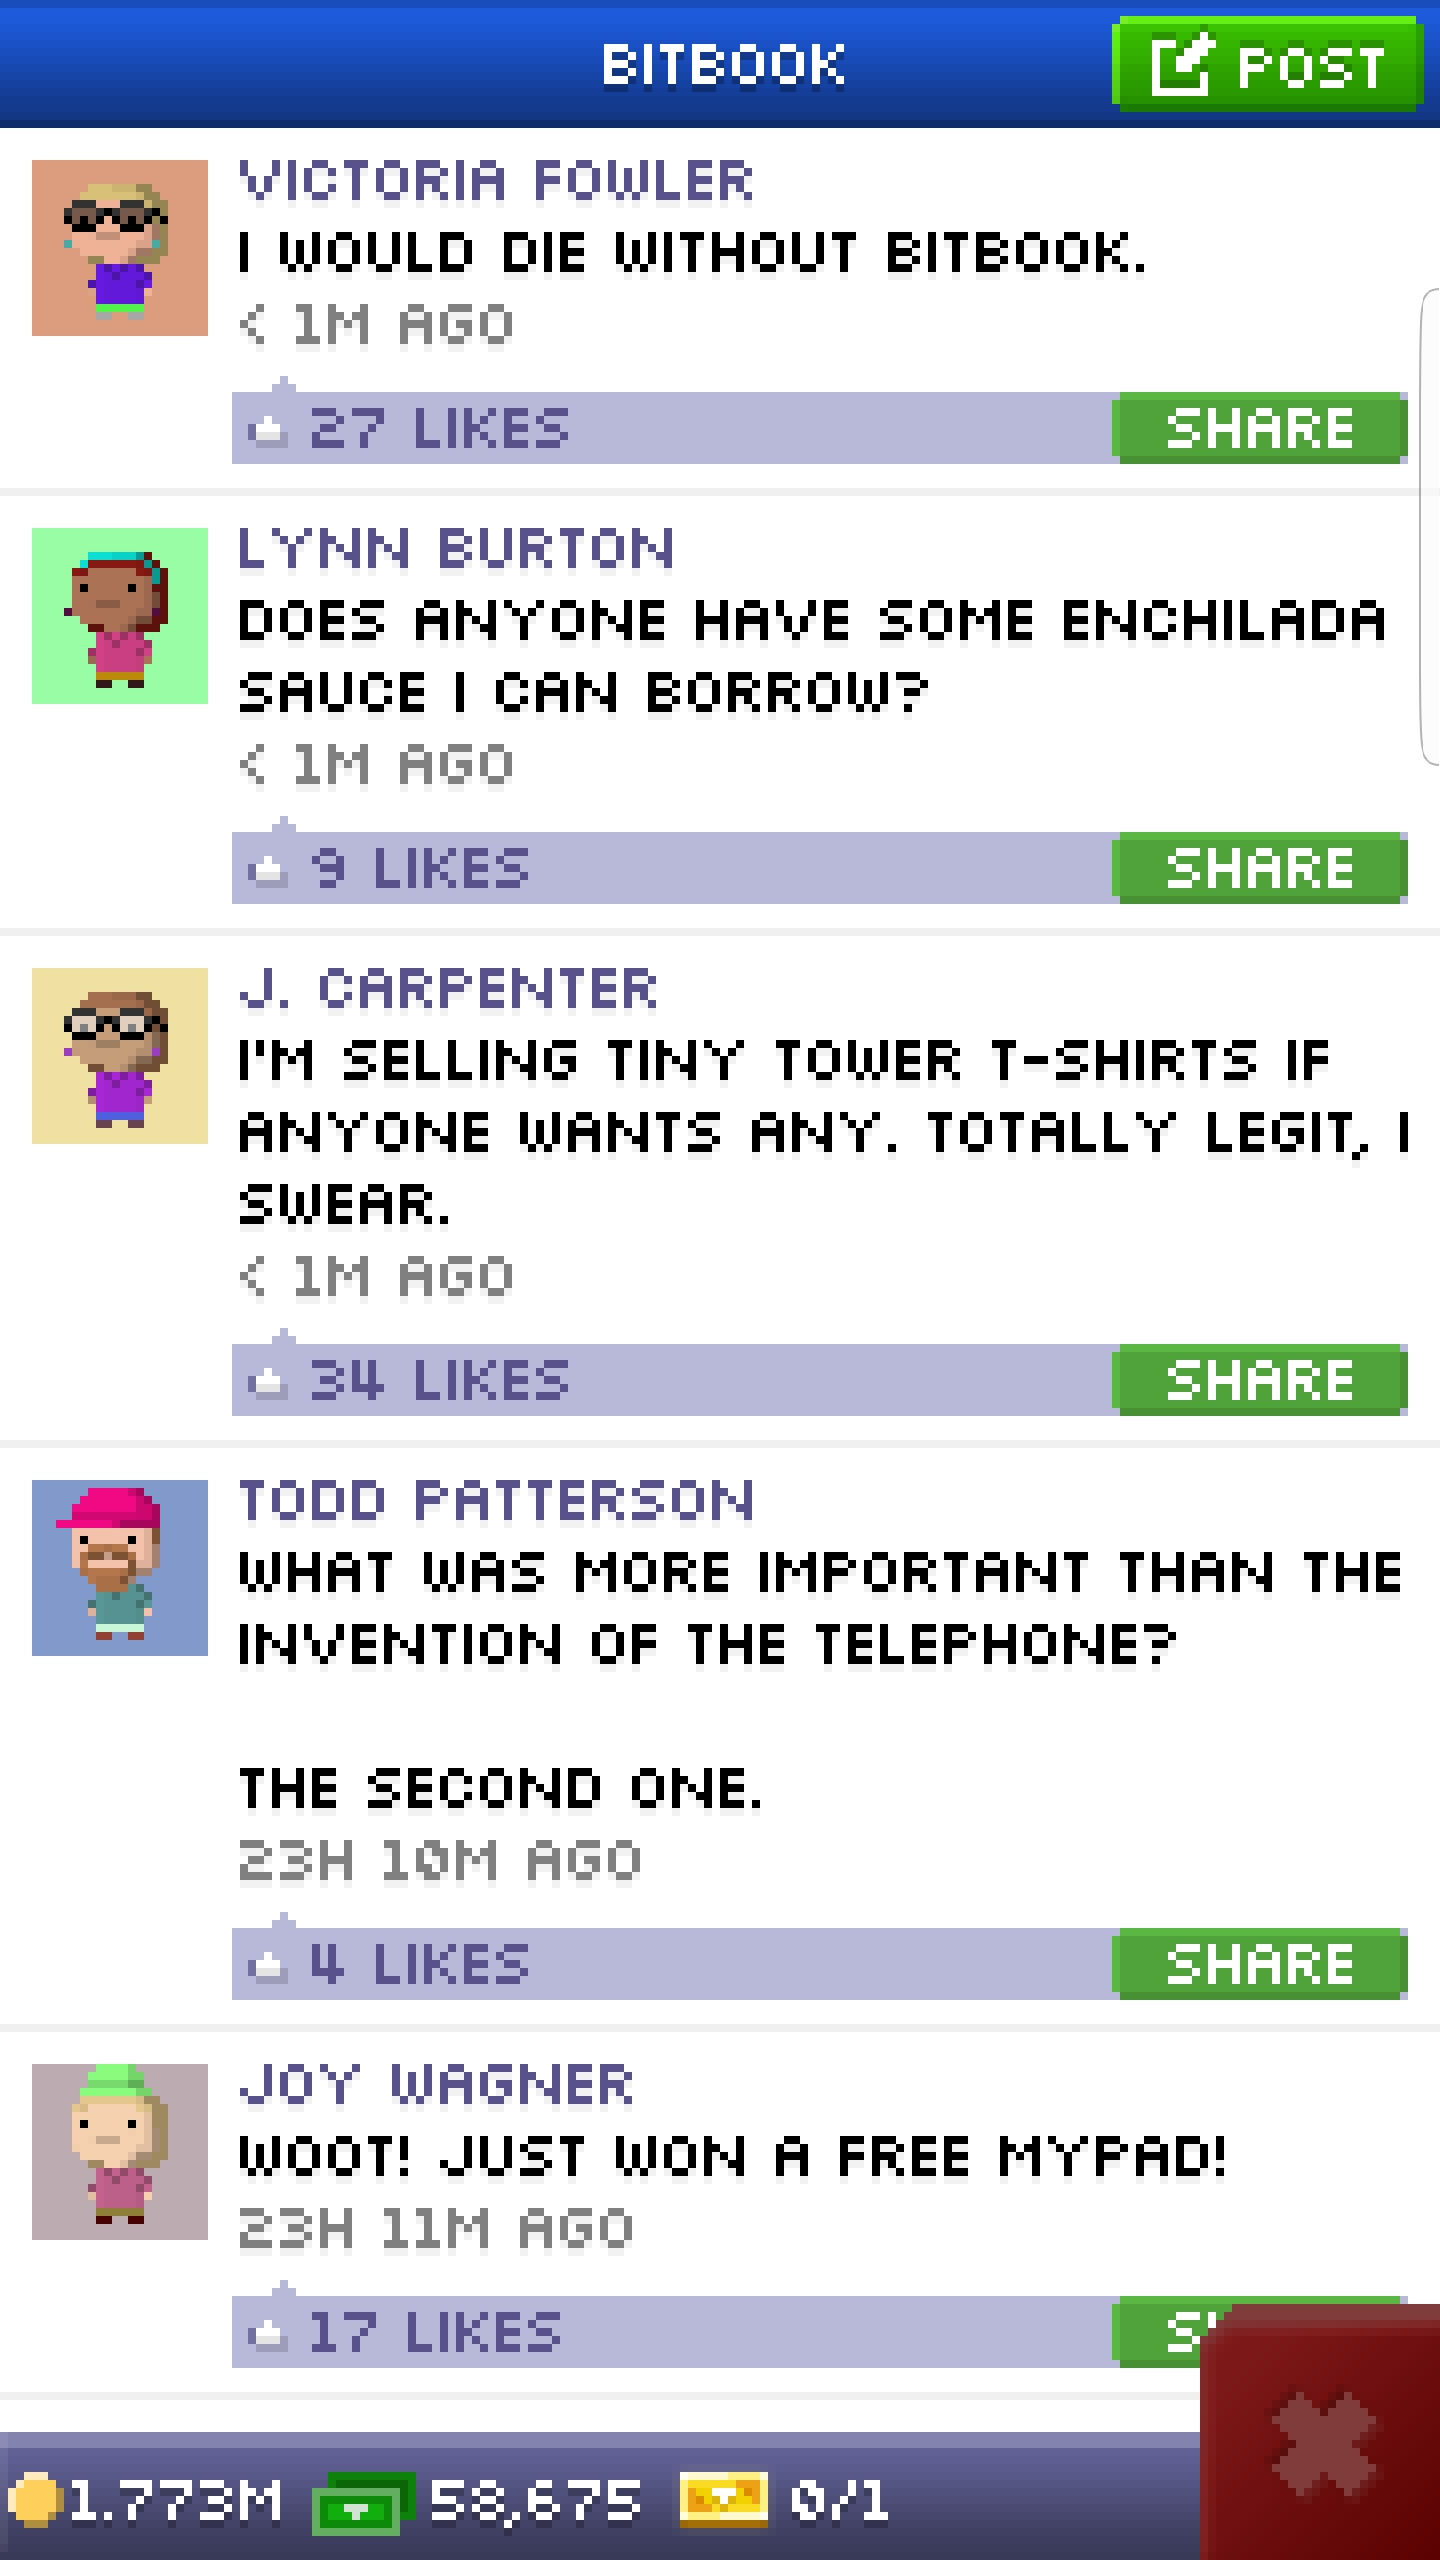 BITBOOK
POST
VICTORIA FOWLER
I WOULD DIE WITHOUT BITBOOK.
< 1M AGO
27 LIKES
SHARE
LYNN BURTON
DOES ANYONE HAVE SOME ENCHILADA
SAUCE I CAN BORROW?
< 1M AGO
9 LIKES
SHARE
J. CARPENTER
I'M SELLING TINY TOWER T-SHIRTS IF
ANYONE WANTS ANY. TOTALLY LEGIT, I
SWEAR.
< 1M AGO
34 LIKES
SHARE
TODD PATTERSON
WHAT WAS MORE IMPORTANT THAN THE
INVENTION OF THE TELEPHONE?
THE SECOND ONE.
23H 10M AGO
4 LIKES
SHARE
JOY WAGNER
WOOT! JUST WON A FREE MYPAD!
23H 11M AGO
17 LIKES
1.773M 58,675 0/1